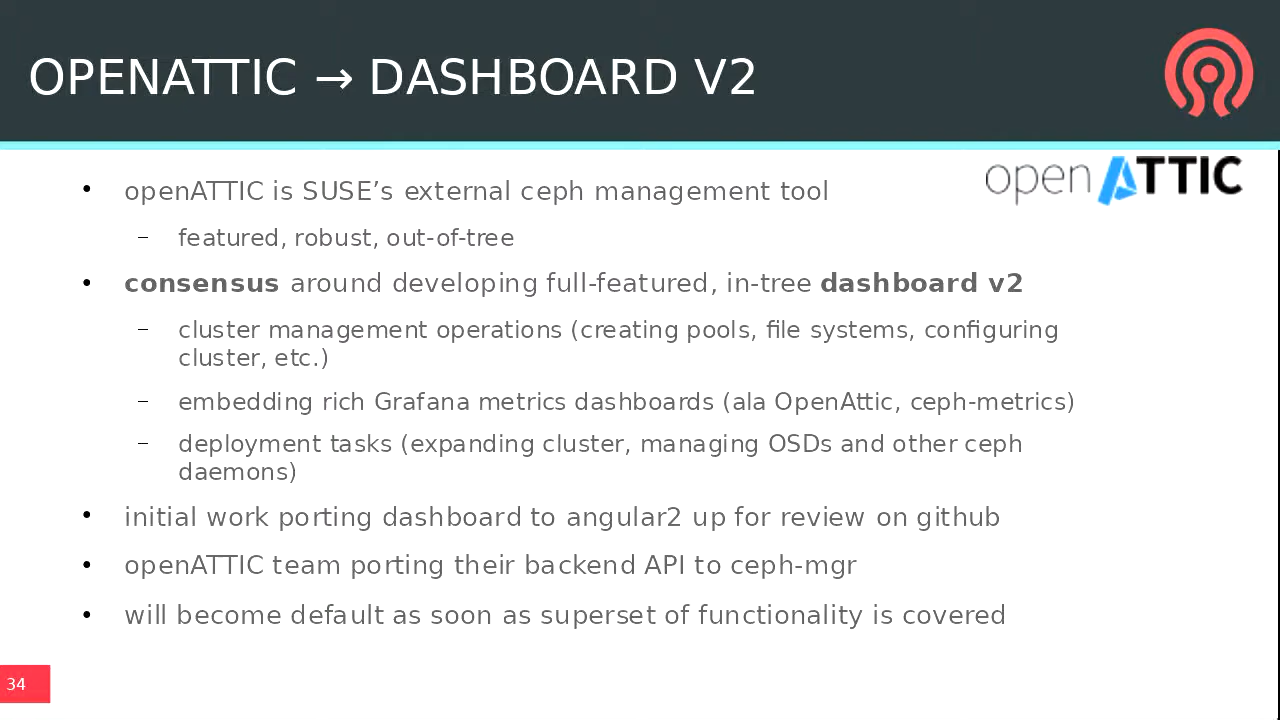 OPENATTIC → DASHBOARD V2
open ATTIC
• openATTIC is SUSE’s external ceph management tool
– featured, robust, out-of-tree
• consensus around developing full-featured, in-tree dashboard v2
– cluster management operations (creating pools, file systems, configuring
cluster, etc.)
– embedding rich Grafana metrics dashboards (ala OpenAttic, ceph-metrics)
– deployment tasks (expanding cluster, managing OSDs and other ceph
daemons)
• initial work porting dashboard to angular2 up for review on github
• openATTIC team porting their backend API to ceph-mgr
• will become default as soon as superset of functionality is covered
34